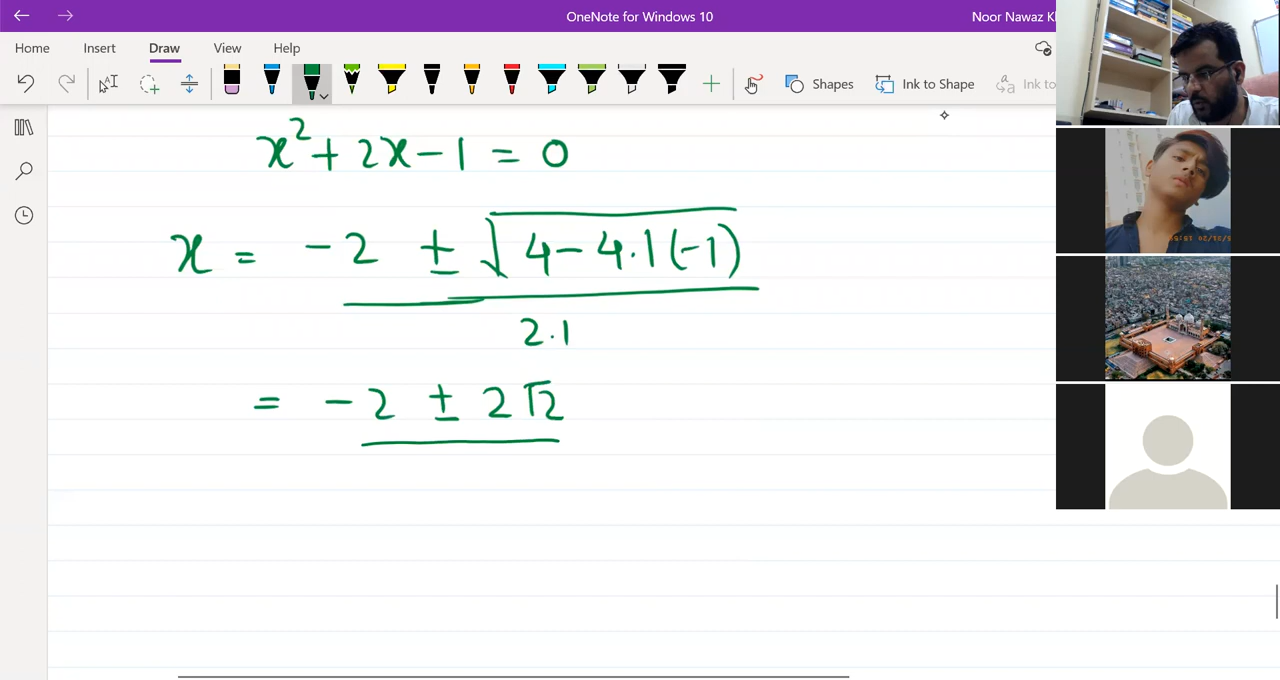 OneNote for Windows 10
Noor Nawaz
Home Insert Draw View Help
Shapes Ink to Shape Ink to
x² + 2x - 1 = 0
x = -2 ± √4-4.1(-1)
2.1
= -2 ± 2√2